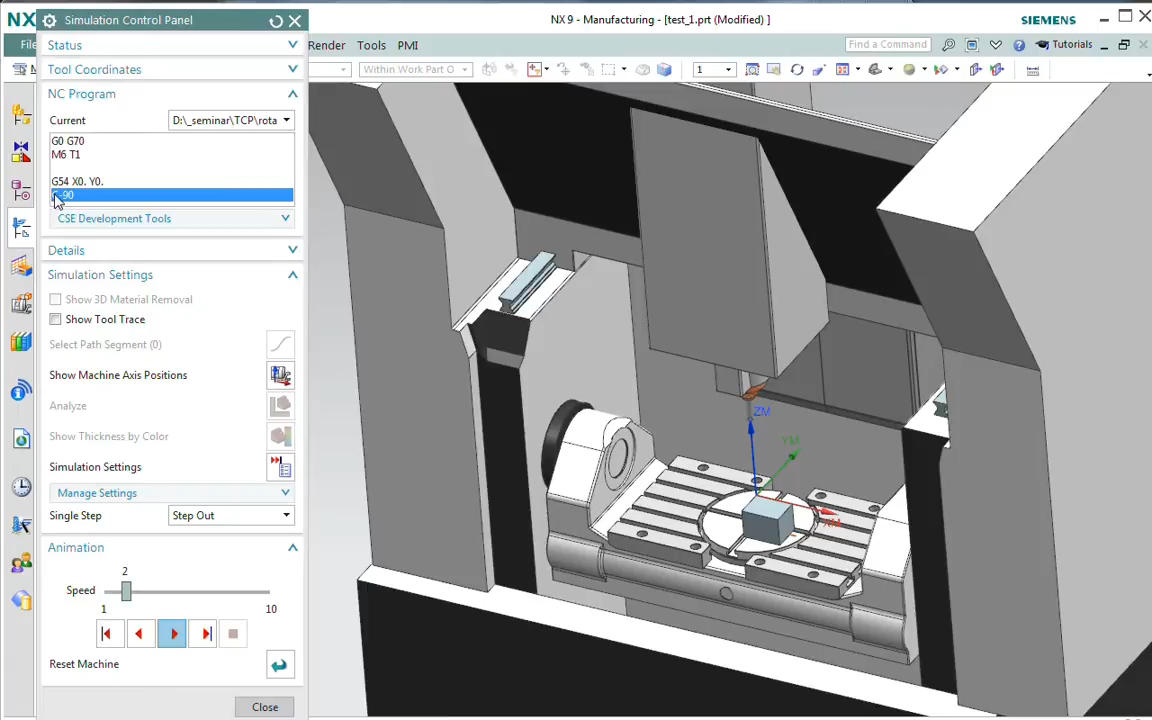 NX
Simulation Control Panel
NX 9 - Manufacturing - [test_1.prt (Modified) ]
SIEMENS
Status
Render
Tools
PMI
Find a Command
Tutorials
Tool Coordinates
Within Work Part O
1
NC Program
Current
D:\_seminar\TCP\rota
G0 G70
M6 T1
G54 X0. Y0.
-90
CSE Development Tools
Details
Simulation Settings
Show 3D Material Removal
Show Tool Trace
Select Path Segment (0)
Show Machine Axis Positions
Analyze
Show Thickness by Color
Simulation Settings
Manage Settings
Single Step
Step Out
Animation
2
Speed
1
10
Reset Machine
Close
ZM
YM
XM